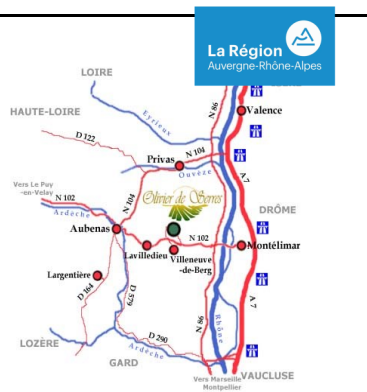 La Région
Auvergne-Rhône-Alpes
LOIRE
HAUTE-LOIRE
Eyrieux
N 86
Valence
D 122
Privas
N 104
Ouvèze
A 7
Vers Le Puy
-en-Velay
N 102
Ardèche
N 104
Olivier de Serres
DRÔME
Aubenas
N 102
Montélimar
Lavilledieu
Villeneuve
-de-Berg
Largentière
D 164
D 579
N 86
Rhône
A 7
LOZÈRE
Ardèche
D 290
GARD
VAUCLUSE
Vers Marseille
Montpellier